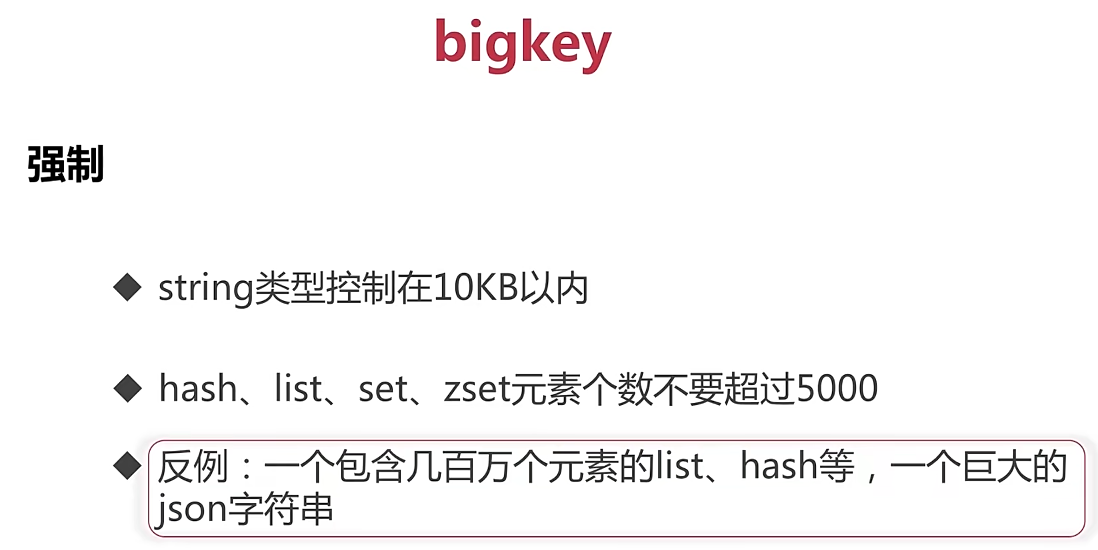 bigkey
强制
◆ string类型控制在10KB以内
◆ hash、list、set、zset元素个数不要超过5000
◆ 反例：一个包含几百万个元素的list、hash等，一个巨大的
json字符串